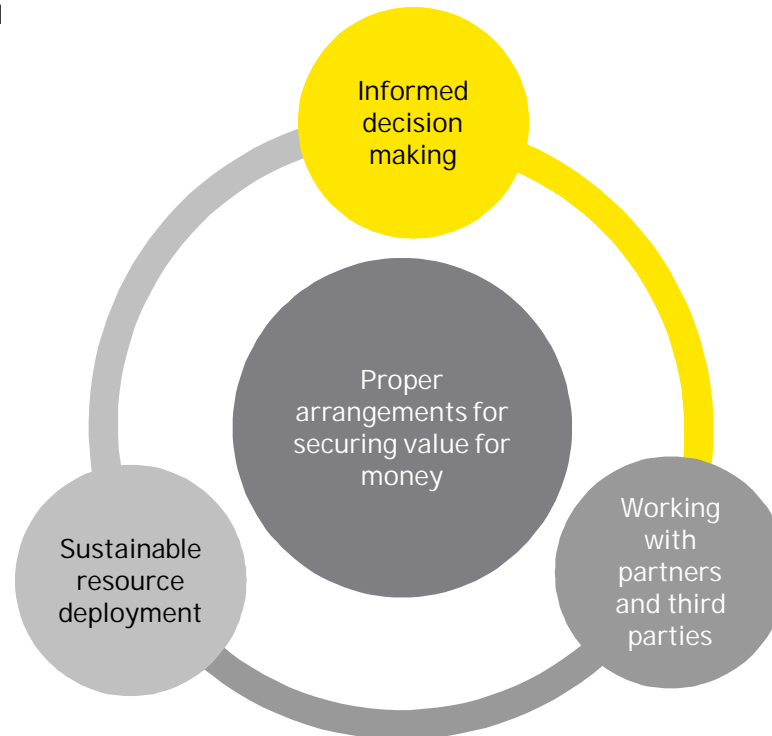 Informed
decision
making
Proper
arrangements for
securing value for
money
Sustainable
resource
deployment
Working
with
partners
and third
parties